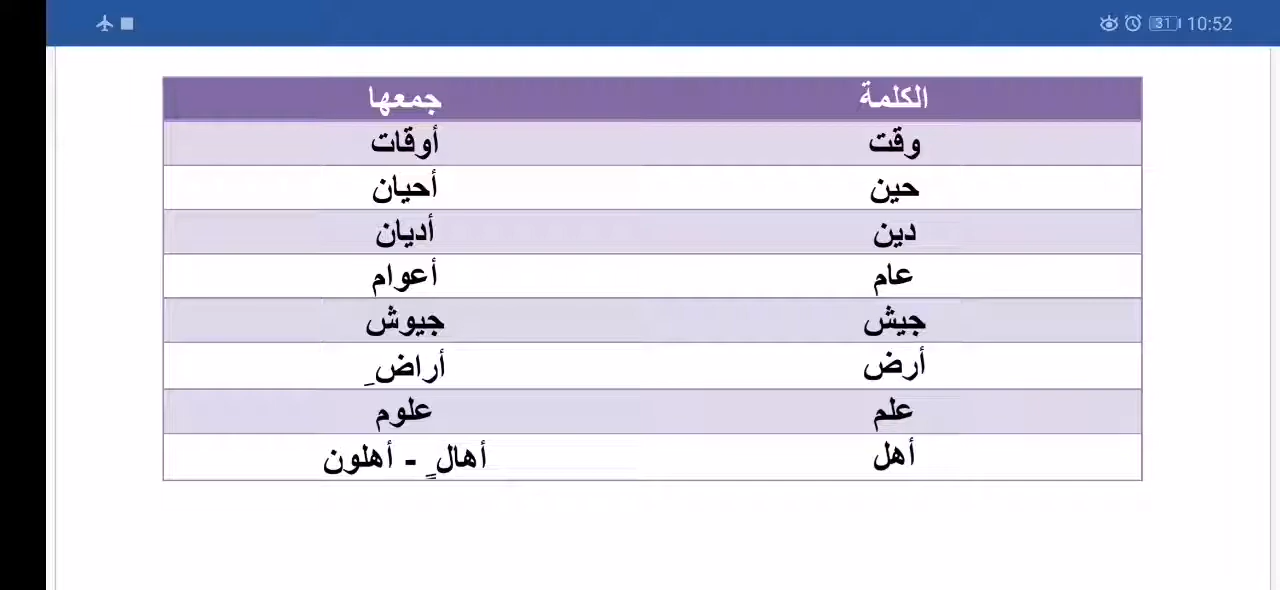 31 10:52
الكلمة جمعها
وقت أوقات
حين أحيان
دين أديان
عام أعوام
جيش جيوش
أرض أراضِ
علم علوم
أهل أهالٍ - أهلون